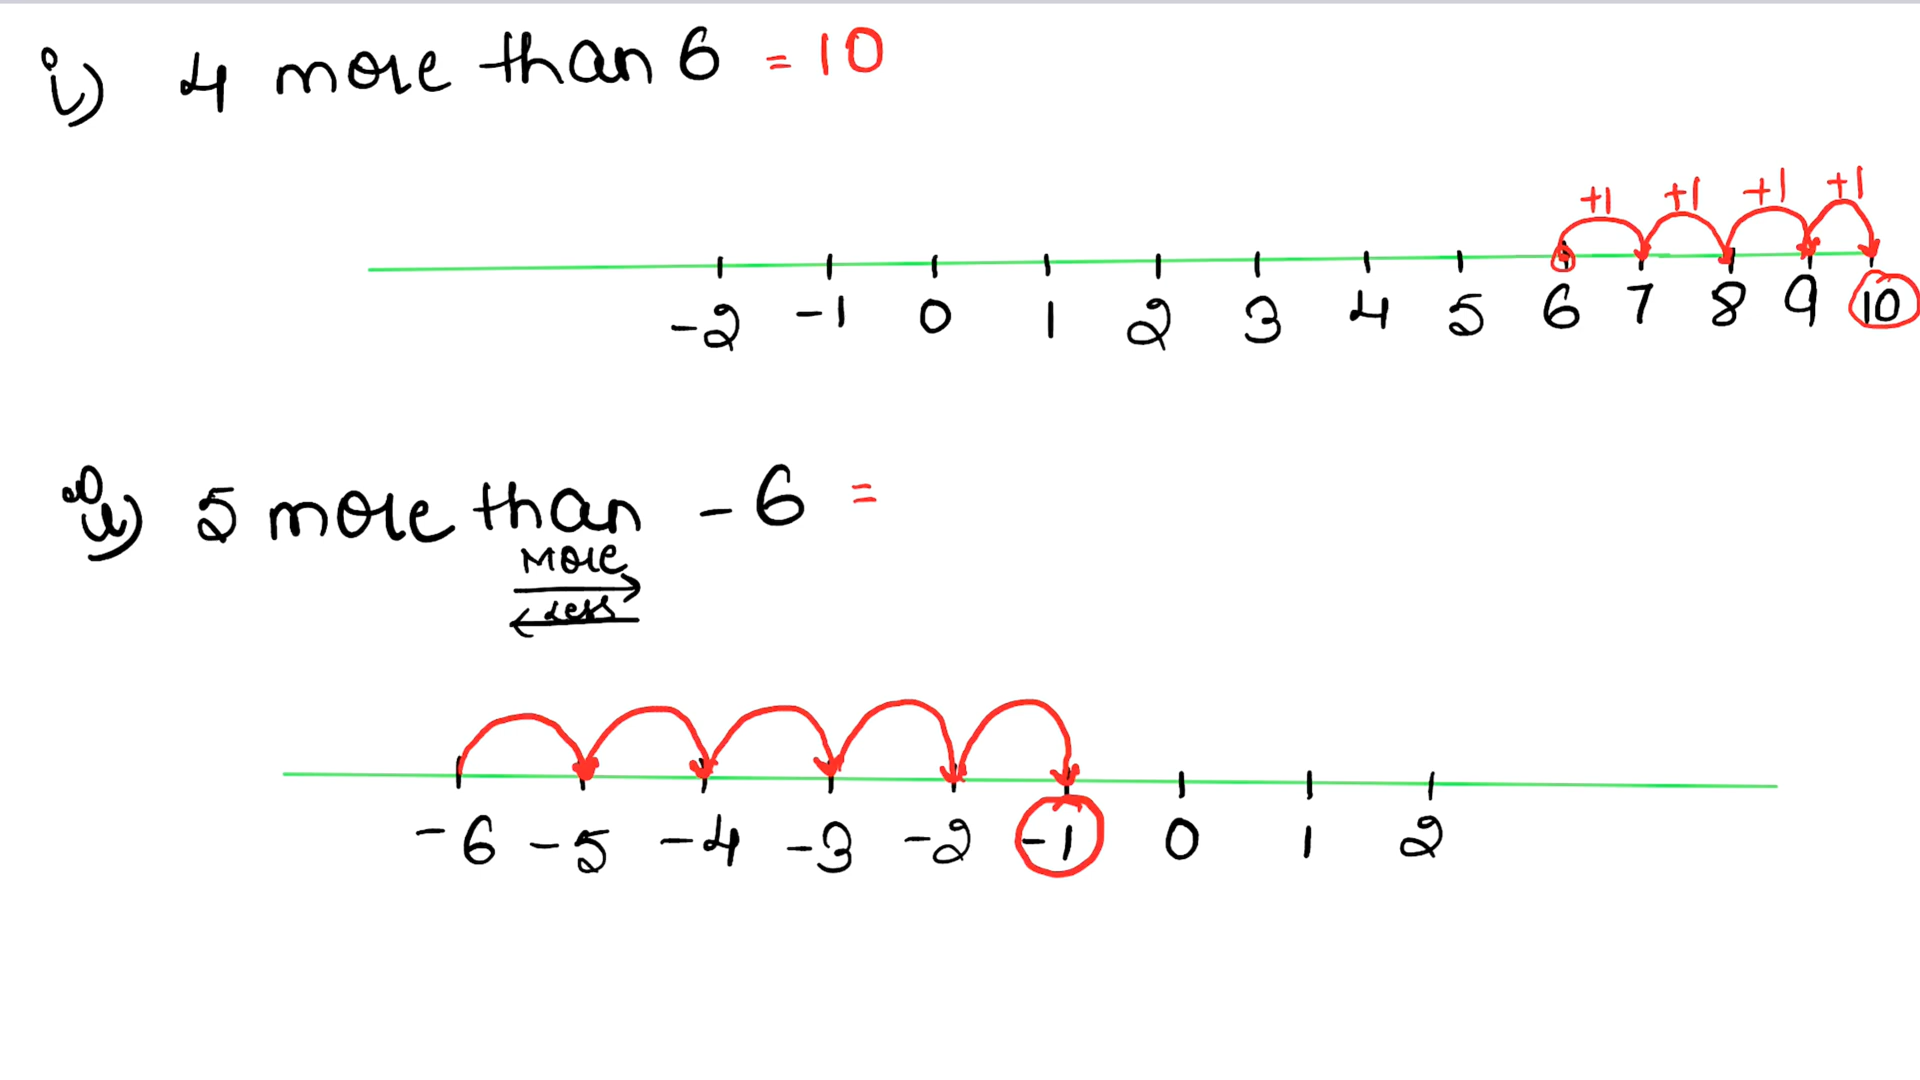 i) 4 more than 6 = 10
+1 +1 +1 +1
-2 -1 0 1 2 3 4 5 6 7 8 9 10
ii) 5 more than - 6 =
More
Less
-6 -5 -4 -3 -2 -1 0 1 2